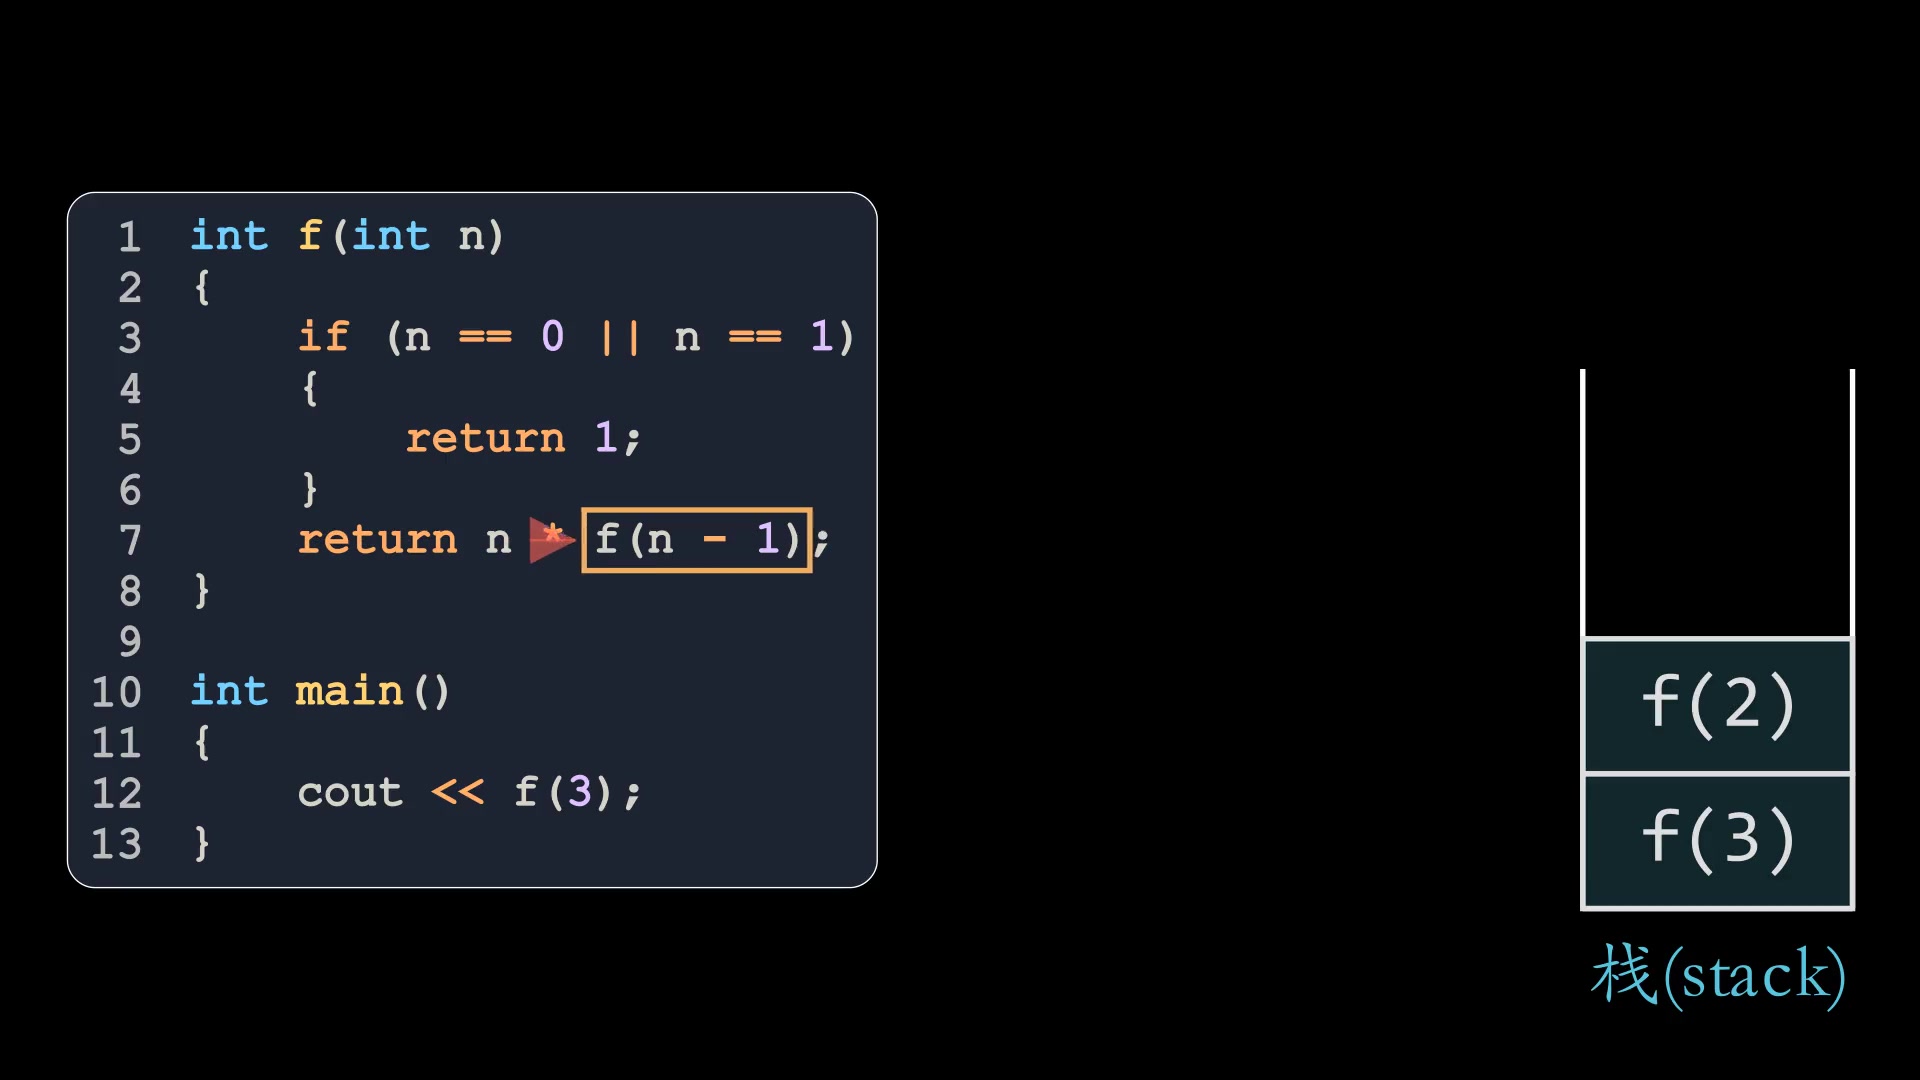 1 int f(int n)
2 {
3 if (n == 0 || n == 1)
4 {
5 return 1;
6 }
7 return n * f(n - 1);
8 }
9
10 int main()
11 {
12 cout << f(3);
13 }
f(2)
f(3)
栈(stack)